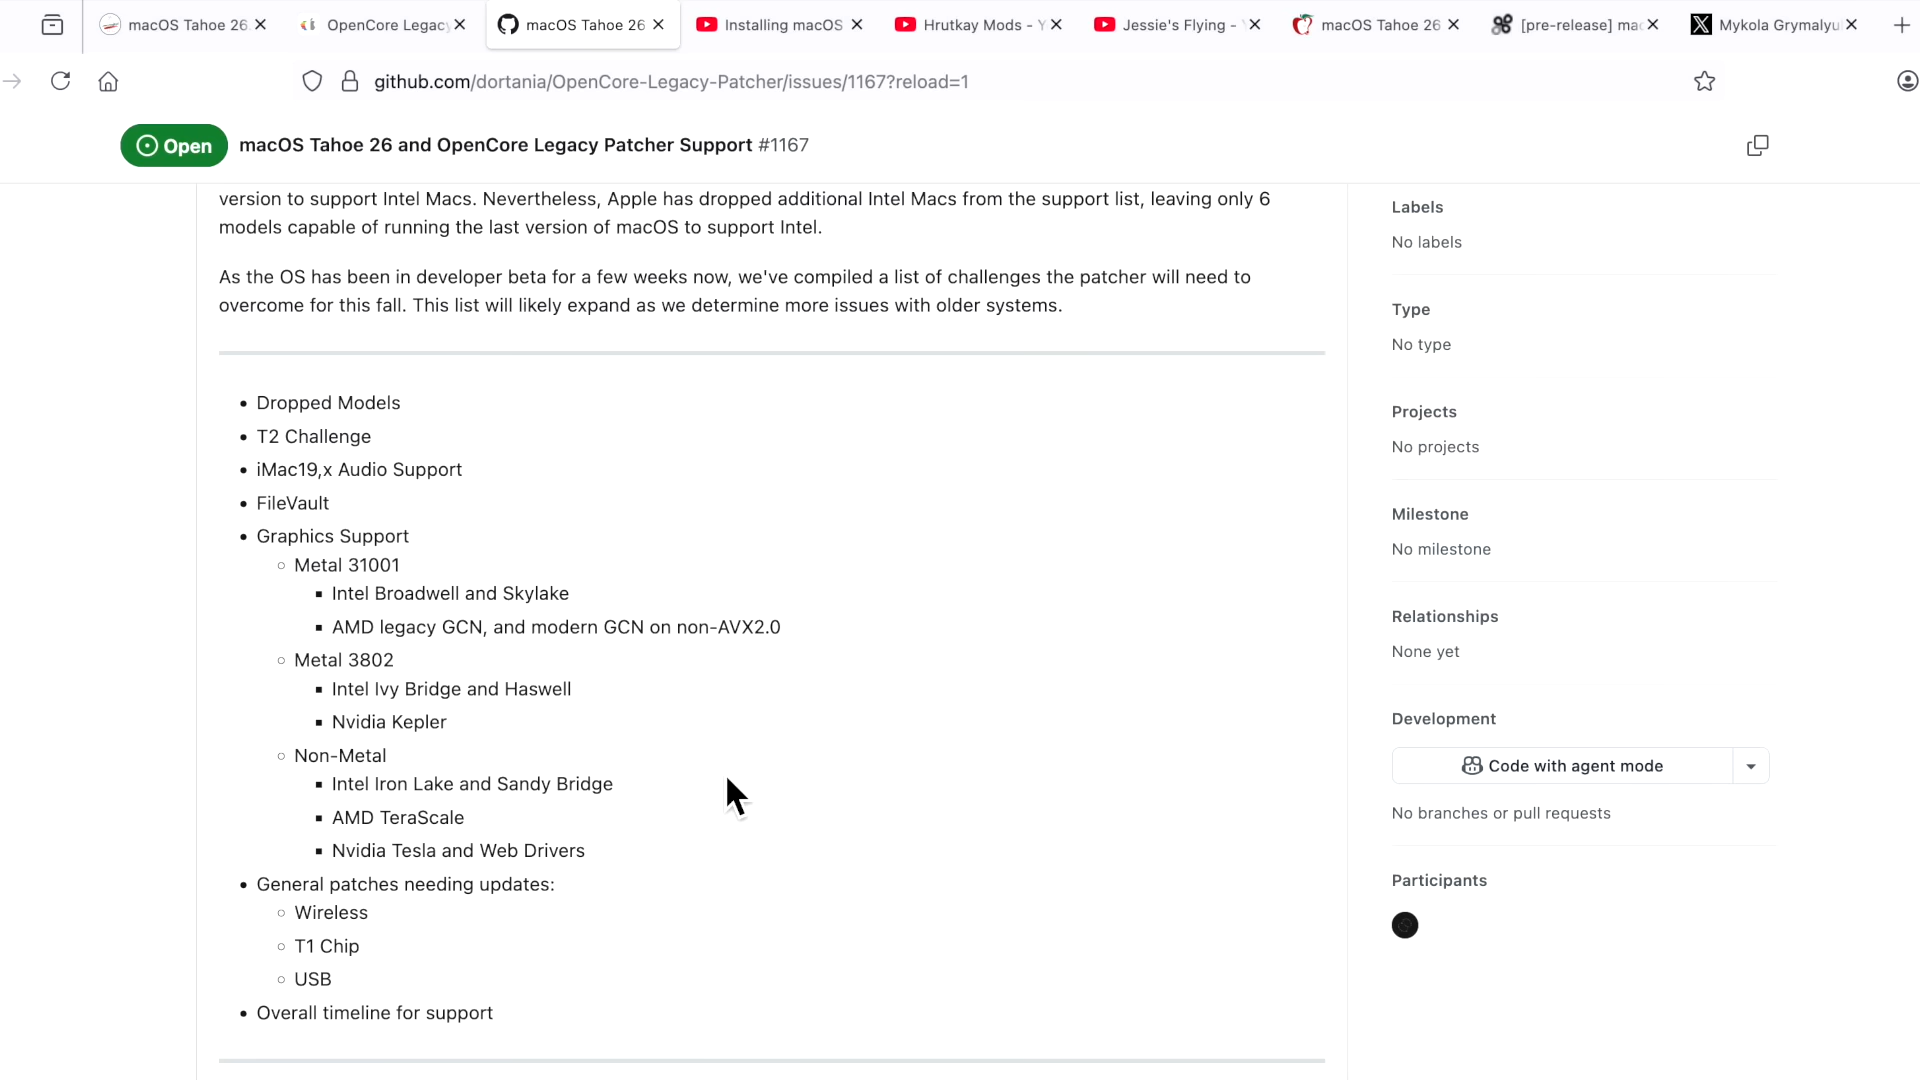 macOS Tahoe 26
OpenCore Legac
macOS Tahoe 26
Installing macOS
Hrutkay Mods - Y
Jessie's Flying -
macOS Tahoe 26
[pre-release] mac
Mykola Grymalyu
github.com/dortania/OpenCore-Legacy-Patcher/issues/1167?reload=1
Open
macOS Tahoe 26 and OpenCore Legacy Patcher Support #1167
version to support Intel Macs. Nevertheless, Apple has dropped additional Intel Macs from the support list, leaving only 6
models capable of running the last version of macOS to support Intel.
As the OS has been in developer beta for a few weeks now, we've compiled a list of challenges the patcher will need to
overcome for this fall. This list will likely expand as we determine more issues with older systems.
Dropped Models
T2 Challenge
iMac19,x Audio Support
FileVault
Graphics Support
Metal 31001
Intel Broadwell and Skylake
AMD legacy GCN, and modern GCN on non-AVX2.0
Metal 3802
Intel Ivy Bridge and Haswell
Nvidia Kepler
Non-Metal
Intel Iron Lake and Sandy Bridge
AMD TeraScale
Nvidia Tesla and Web Drivers
General patches needing updates:
Wireless
T1 Chip
USB
Overall timeline for support
Labels
No labels
Type
No type
Projects
No projects
Milestone
No milestone
Relationships
None yet
Development
Code with agent mode
No branches or pull requests
Participants